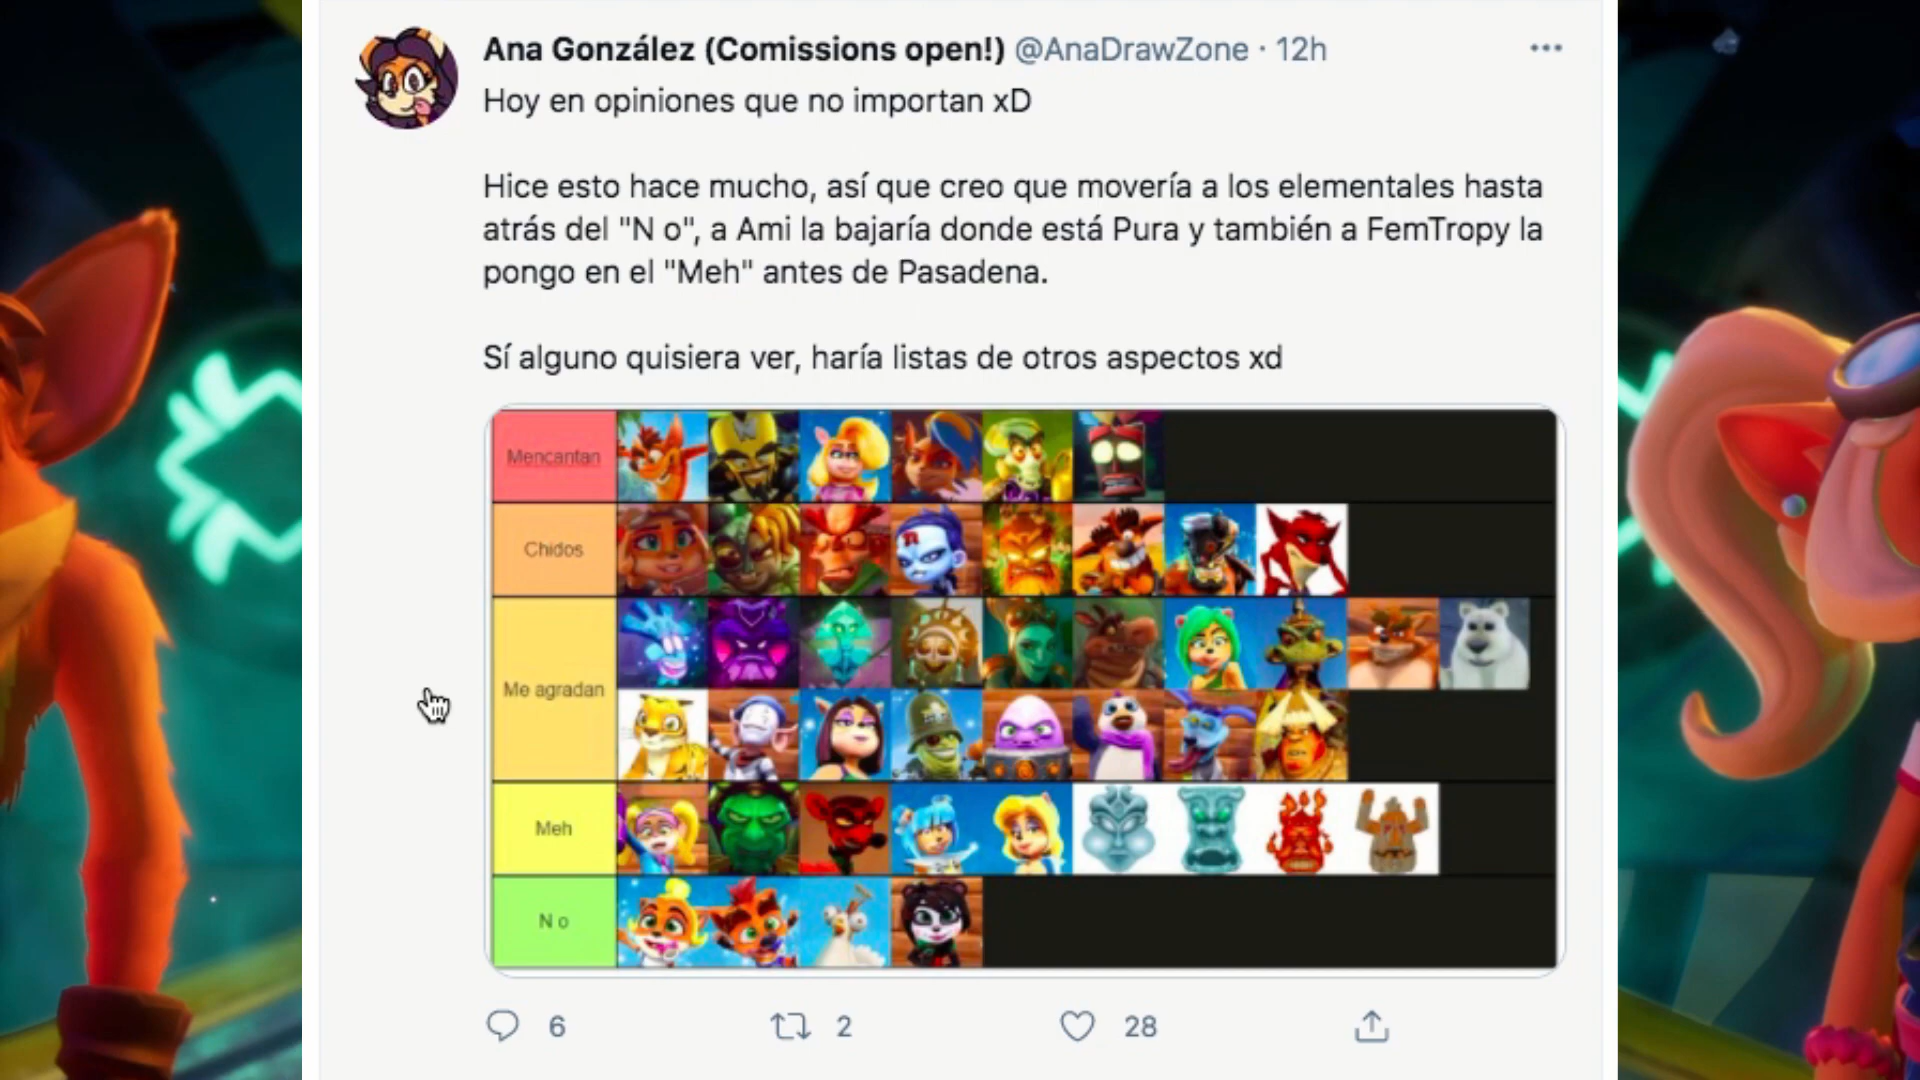 Ana González (Comissions open!) @AnaDrawZone · 12h
Hoy en opiniones que no importan xD
Hice esto hace mucho, así que creo que movería a los elementales hasta
atrás del "N o", a Ami la bajaría donde está Pura y también a FemTropy la
pongo en el "Meh" antes de Pasadena.
Sí alguno quisiera ver, haría listas de otros aspectos xd
Mencantan
Chidos
Me agradan
Meh
N o
6 2 28